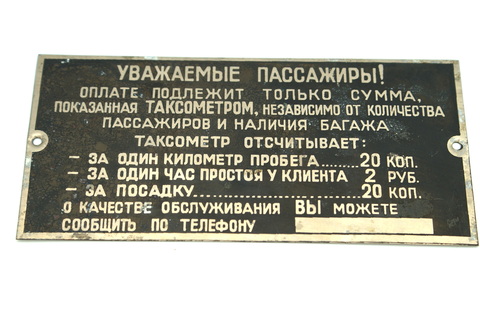 УВАЖАЕМЫЕ ПАССАЖИРЫ!
ОПЛАТЕ ПОДЛЕЖИТ ТОЛЬКО СУММА,
ПОКАЗАННАЯ ТАКСОМЕТРОМ, НЕЗАВИСИМО ОТ КОЛИЧЕСТВА
ПАССАЖИРОВ И НАЛИЧИЯ БАГАЖА
ТАКСОМЕТР ОТСЧИТЫВАЕТ:
- ЗА ОДИН КИЛОМЕТР ПРОБЕГА......20 КОП.
- ЗА ОДИН ЧАС ПРОСТОЯ У КЛИЕНТА 2 РУБ.
- ЗА ПОСАДКУ........................20 КОП.
О КАЧЕСТВЕ ОБСЛУЖИВАНИЯ ВЫ МОЖЕТЕ
СООБЩИТЬ ПО ТЕЛЕФОНУ